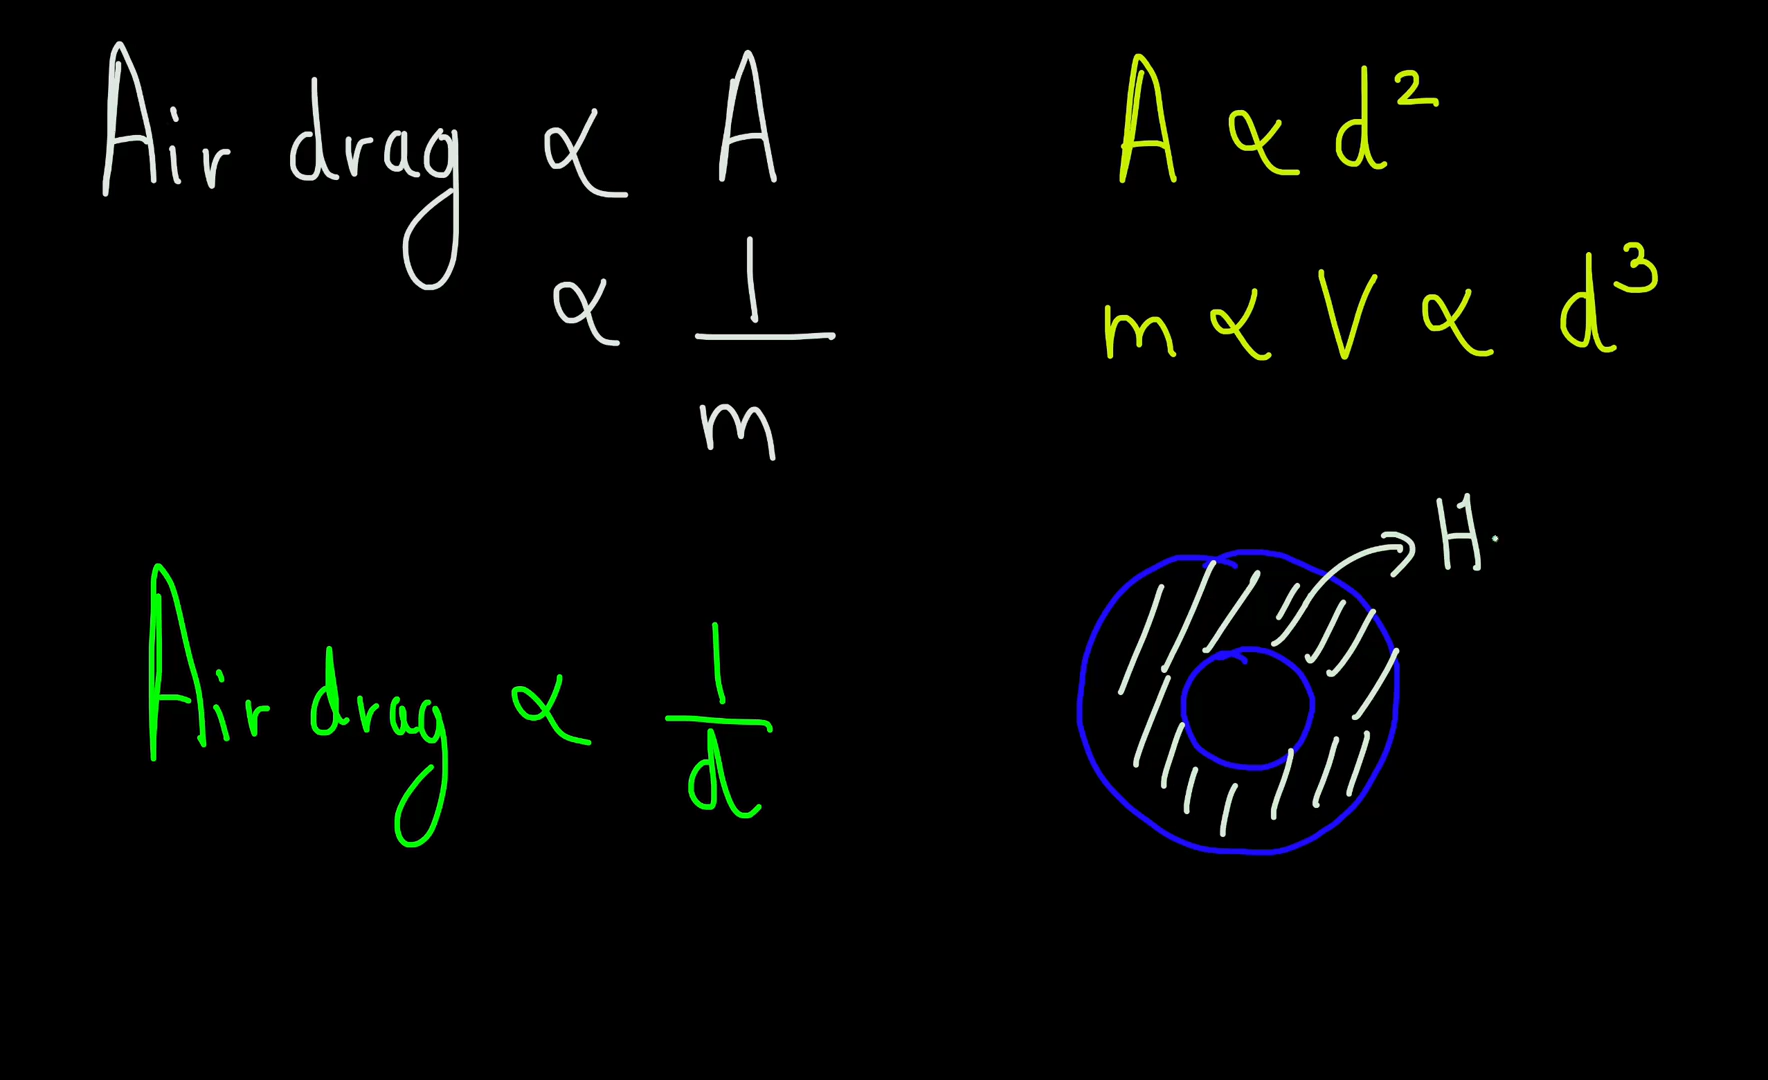 Air drag ∝ A
∝ 1/m
A ∝ d²
m ∝ V ∝ d³
Air drag ∝ 1/d
H.